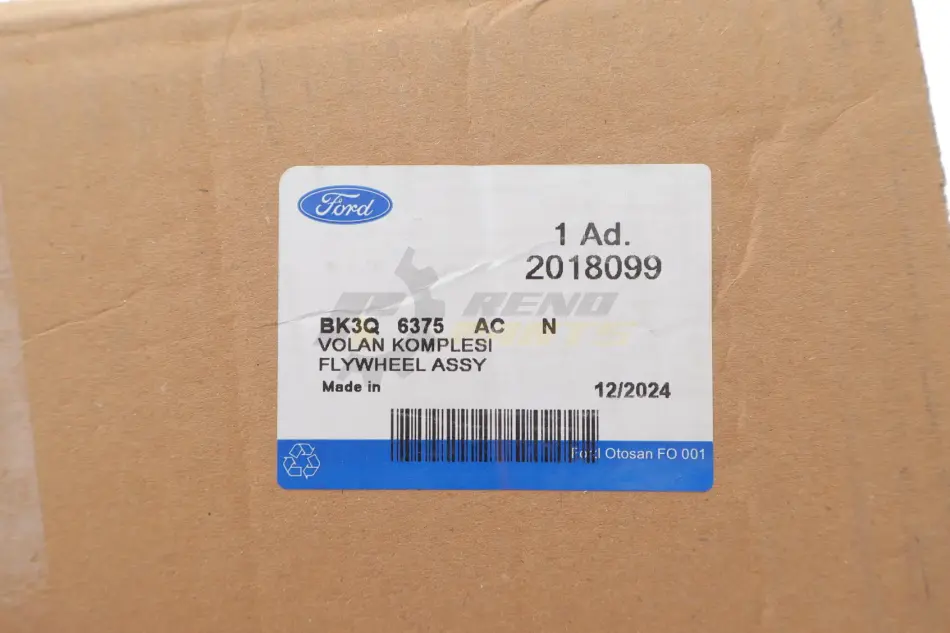 Ford
1 Ad.
2018099
RENO
PARTS
BK3Q 6375 AC N
VOLAN KOMPLESI
FLYWHEEL ASSY
Made in
12/2024
Ford Otosan FO 001